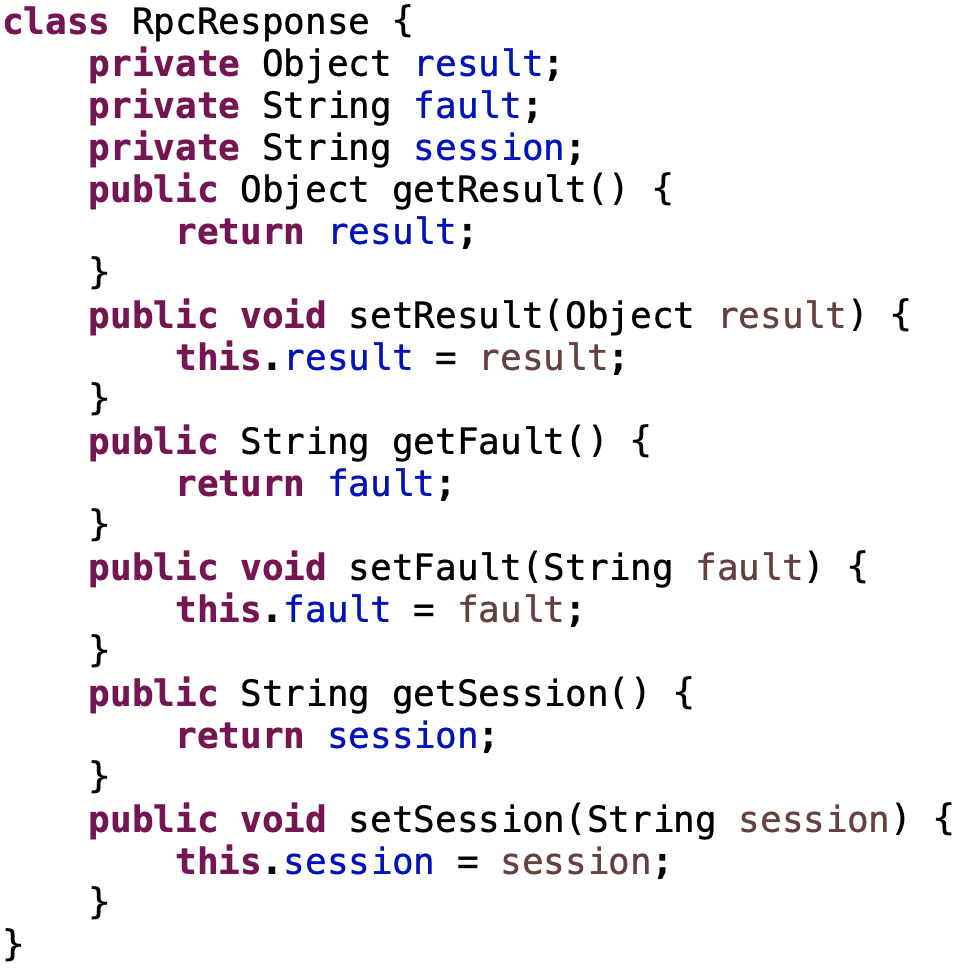 class RpcResponse {
    private Object result;
    private String fault;
    private String session;
    public Object getResult() {
        return result;
    }
    public void setResult(Object result) {
        this.result = result;
    }
    public String getFault() {
        return fault;
    }
    public void setFault(String fault) {
        this.fault = fault;
    }
    public String getSession() {
        return session;
    }
    public void setSession(String session) {
        this.session = session;
    }
}